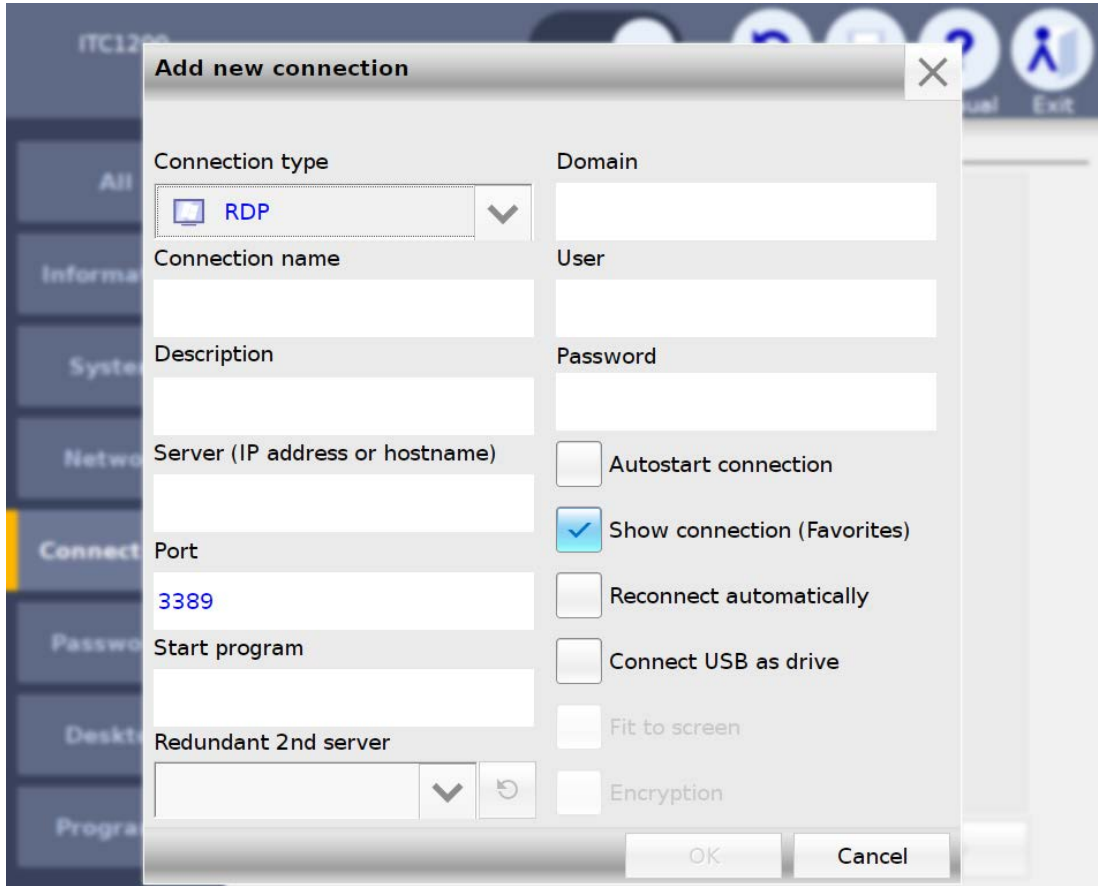 Add new connection
Connection type
RDP
Connection name
Description
Server (IP address or hostname)
Port
3389
Start program
Redundant 2nd server
Domain
User
Password
Autostart connection
Show connection (Favorites)
Reconnect automatically
Connect USB as drive
Fit to screen
Encryption
OK
Cancel
All
Exit